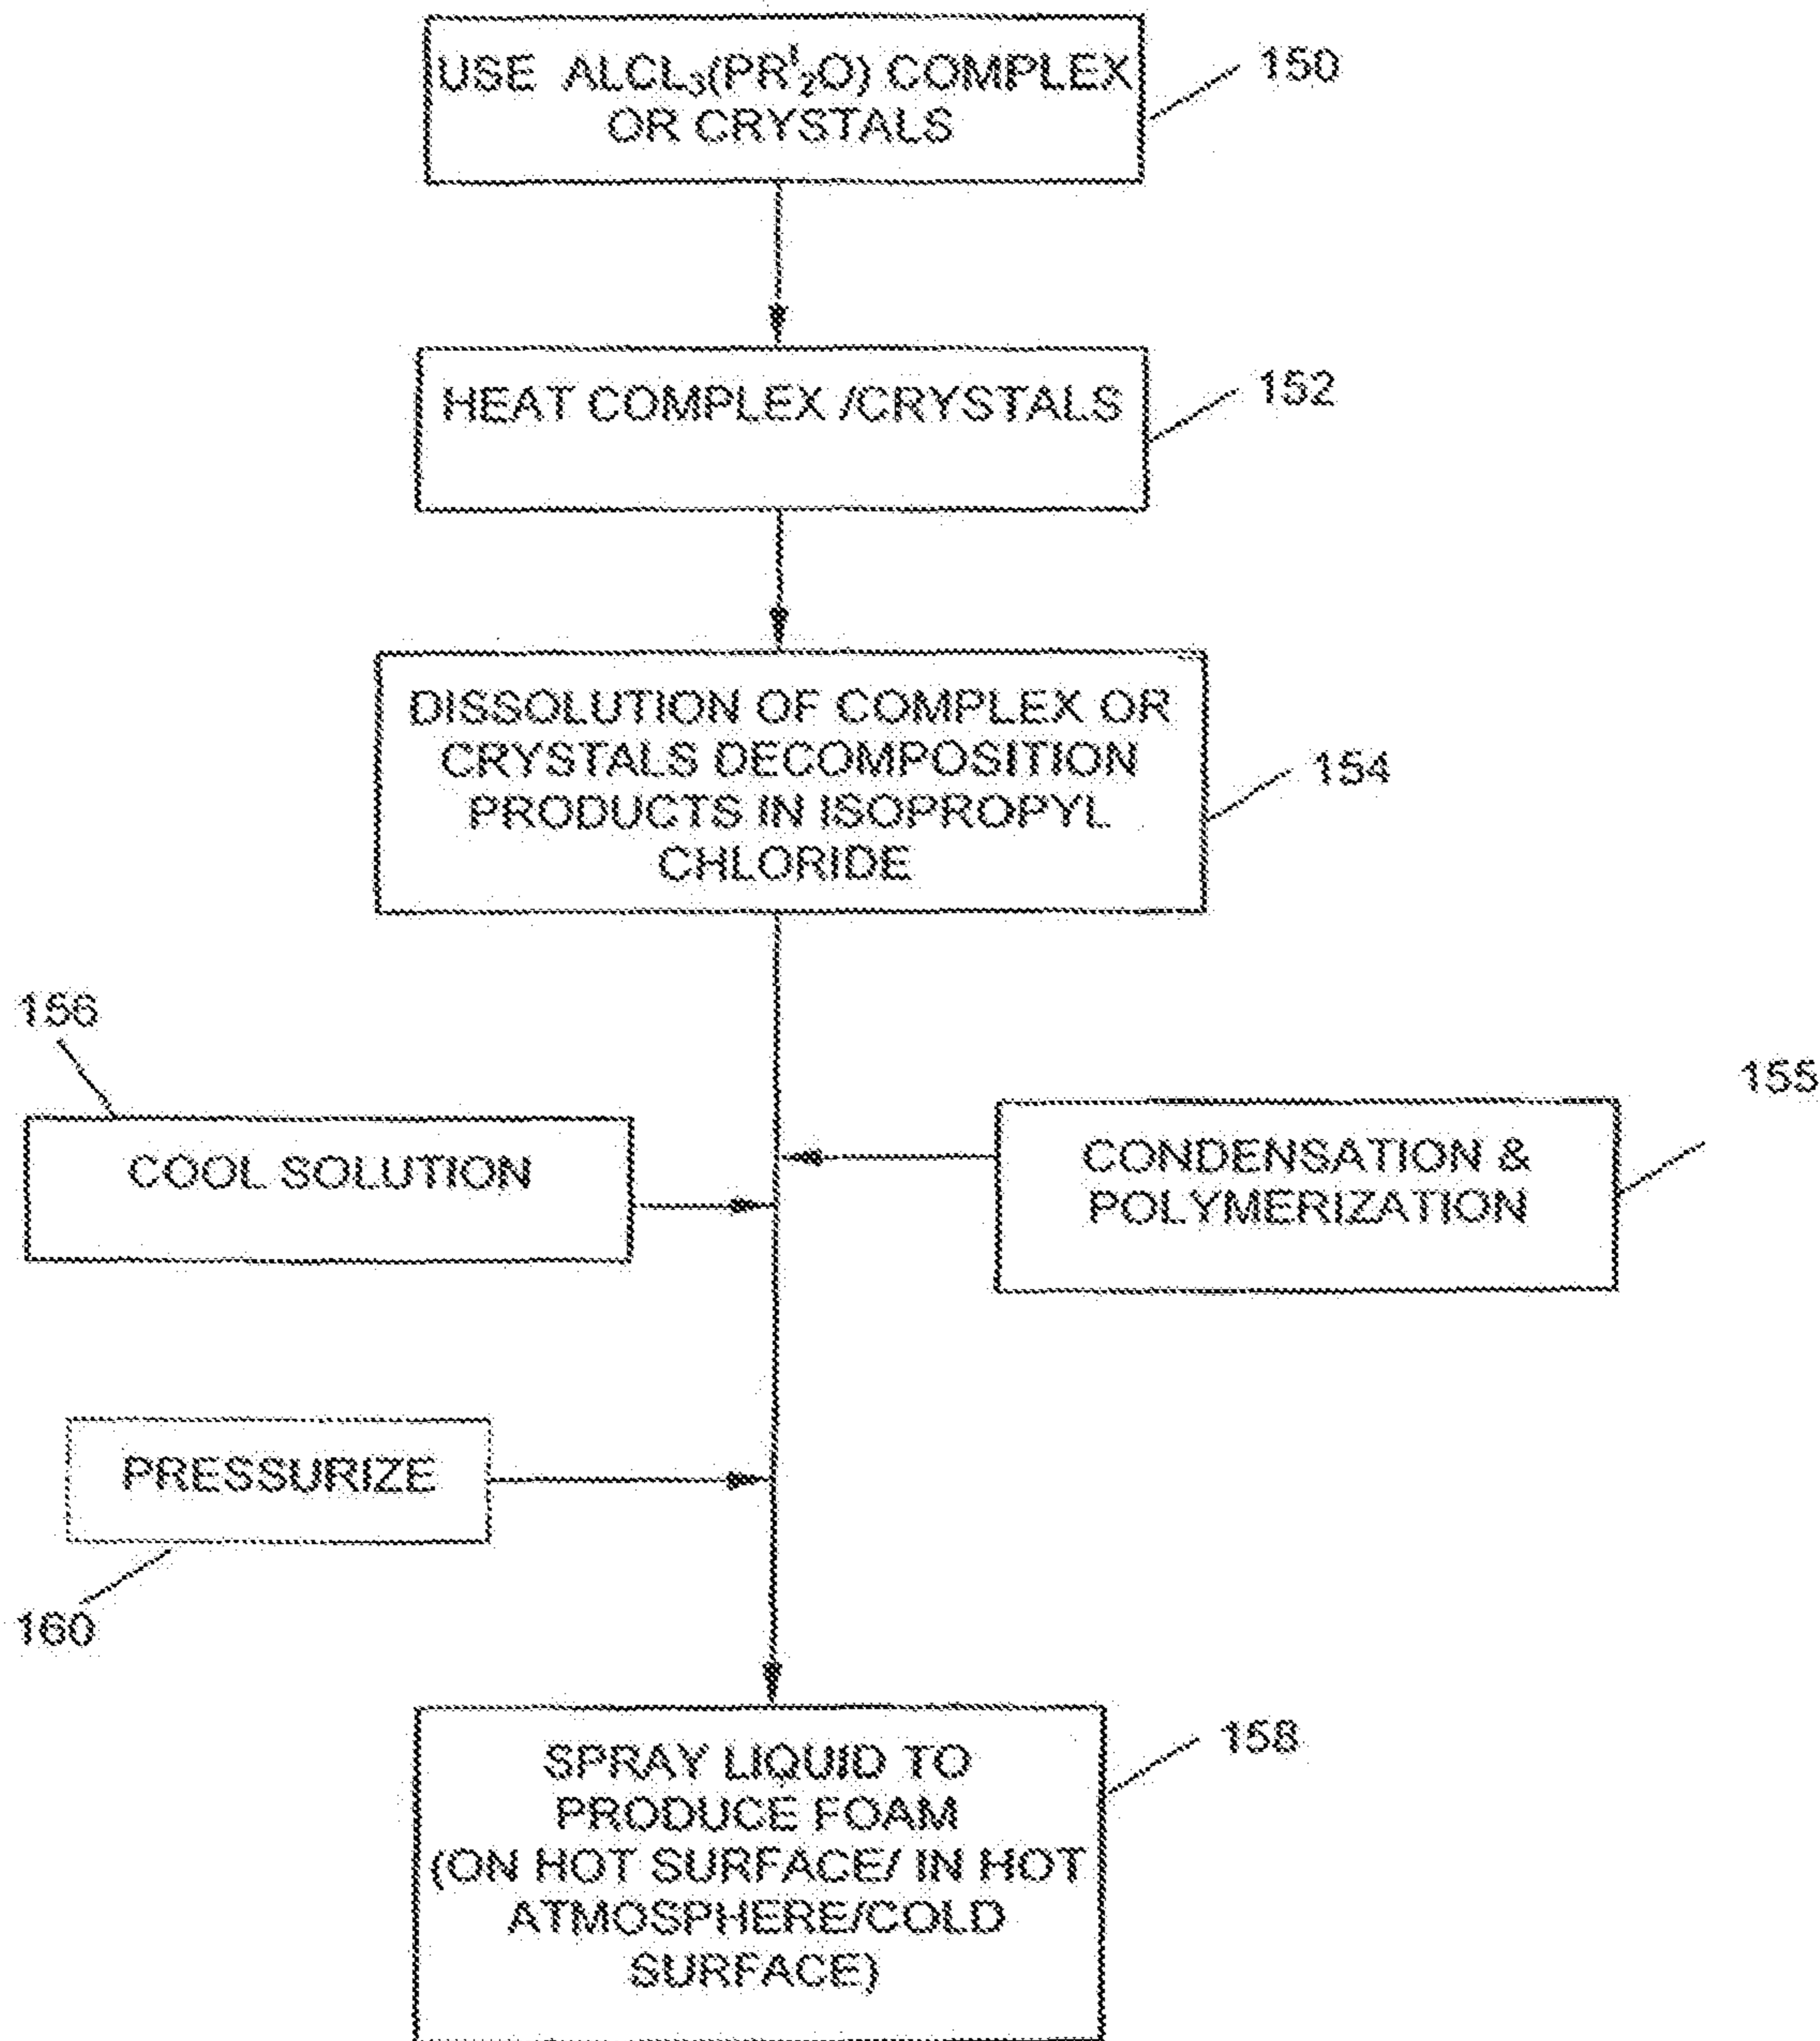 USE ALCL₃(PRⁱ₂O) COMPLEX
OR CRYSTALS
150
HEAT COMPLEX /CRYSTALS
152
DISSOLUTION OF COMPLEX OR
CRYSTALS DECOMPOSITION
PRODUCTS IN ISOPROPYL
CHLORIDE
154
156
COOL SOLUTION
155
CONDENSATION &
POLYMERIZATION
PRESSURIZE
160
SPRAY LIQUID TO
PRODUCE FOAM
(ON HOT SURFACE/ IN HOT
ATMOSPHERE/COLD
SURFACE)
158